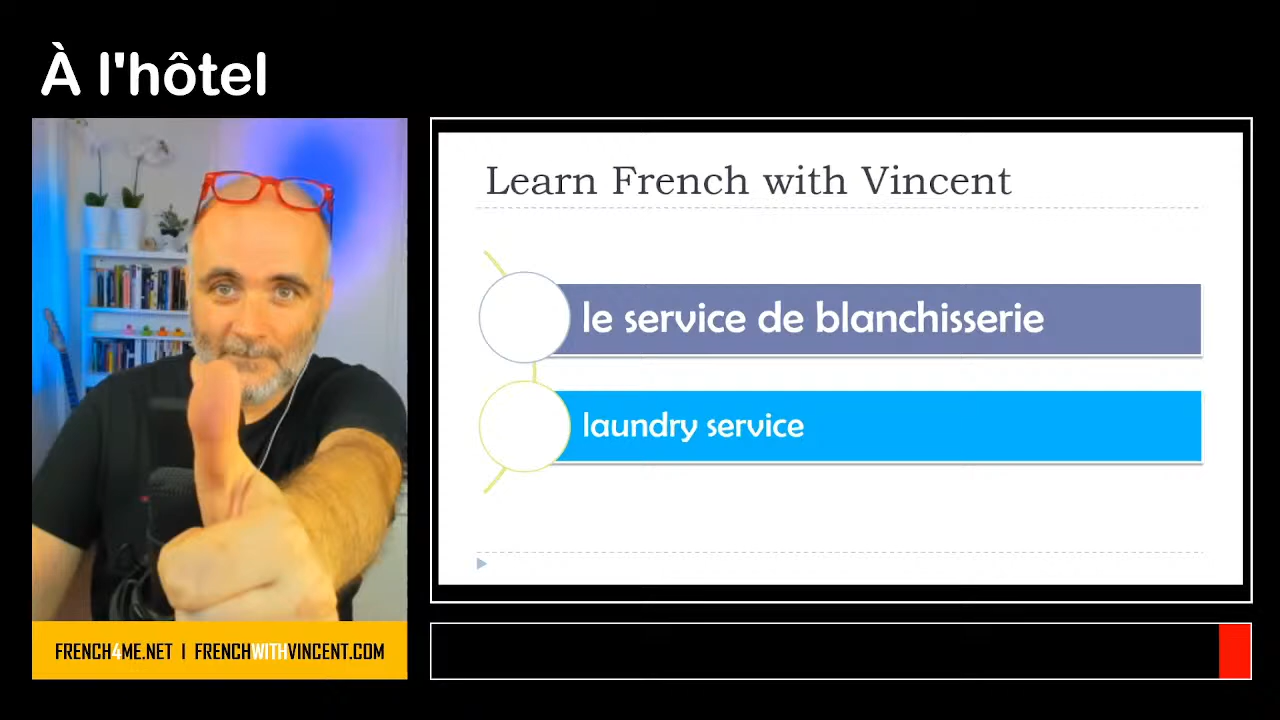 À l'hôtel
Learn French with Vincent
le service de blanchisserie
laundry service
FRENCH4ME.NET | FRENCHWITHVINCENT.COM